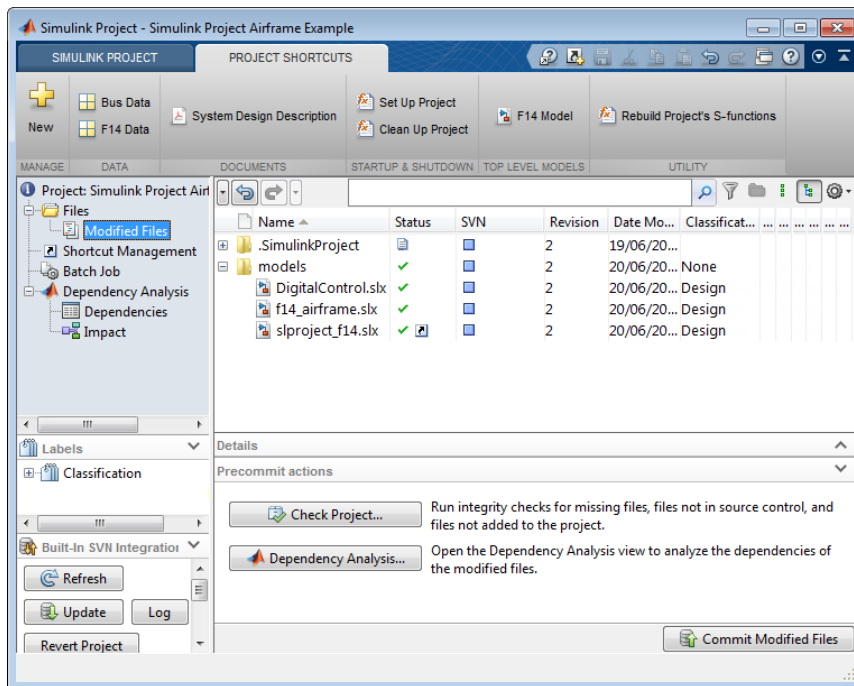 Simulink Project - Simulink Project Airframe Example
SIMULINK PROJECT PROJECT SHORTCUTS
New
Bus Data
F14 Data
System Design Description
Set Up Project
Clean Up Project
F14 Model
Rebuild Project's S-functions
MANAGE DATA DOCUMENTS STARTUP & SHUTDOWN TOP LEVEL MODELS UTILITY
Project: Simulink Project Airf
Files
Modified Files
Shortcut Management
Batch Job
Dependency Analysis
Dependencies
Impact
Name Status SVN Revision Date Mo... Classificat... ... ... ... ... ... ...
.SimulinkProject 2 19/06/20...
models 2 20/06/20... None
DigitalControl.slx 2 20/06/20... Design
f14_airframe.slx 2 20/06/20... Design
slproject_f14.slx 2 20/06/20... Design
Labels
Classification
Built-In SVN Integration
Refresh
Update Log
Revert Project
Details
Precommit actions
Check Project...
Run integrity checks for missing files, files not in source control, and
files not added to the project.
Dependency Analysis...
Open the Dependency Analysis view to analyze the dependencies of
the modified files.
Commit Modified Files